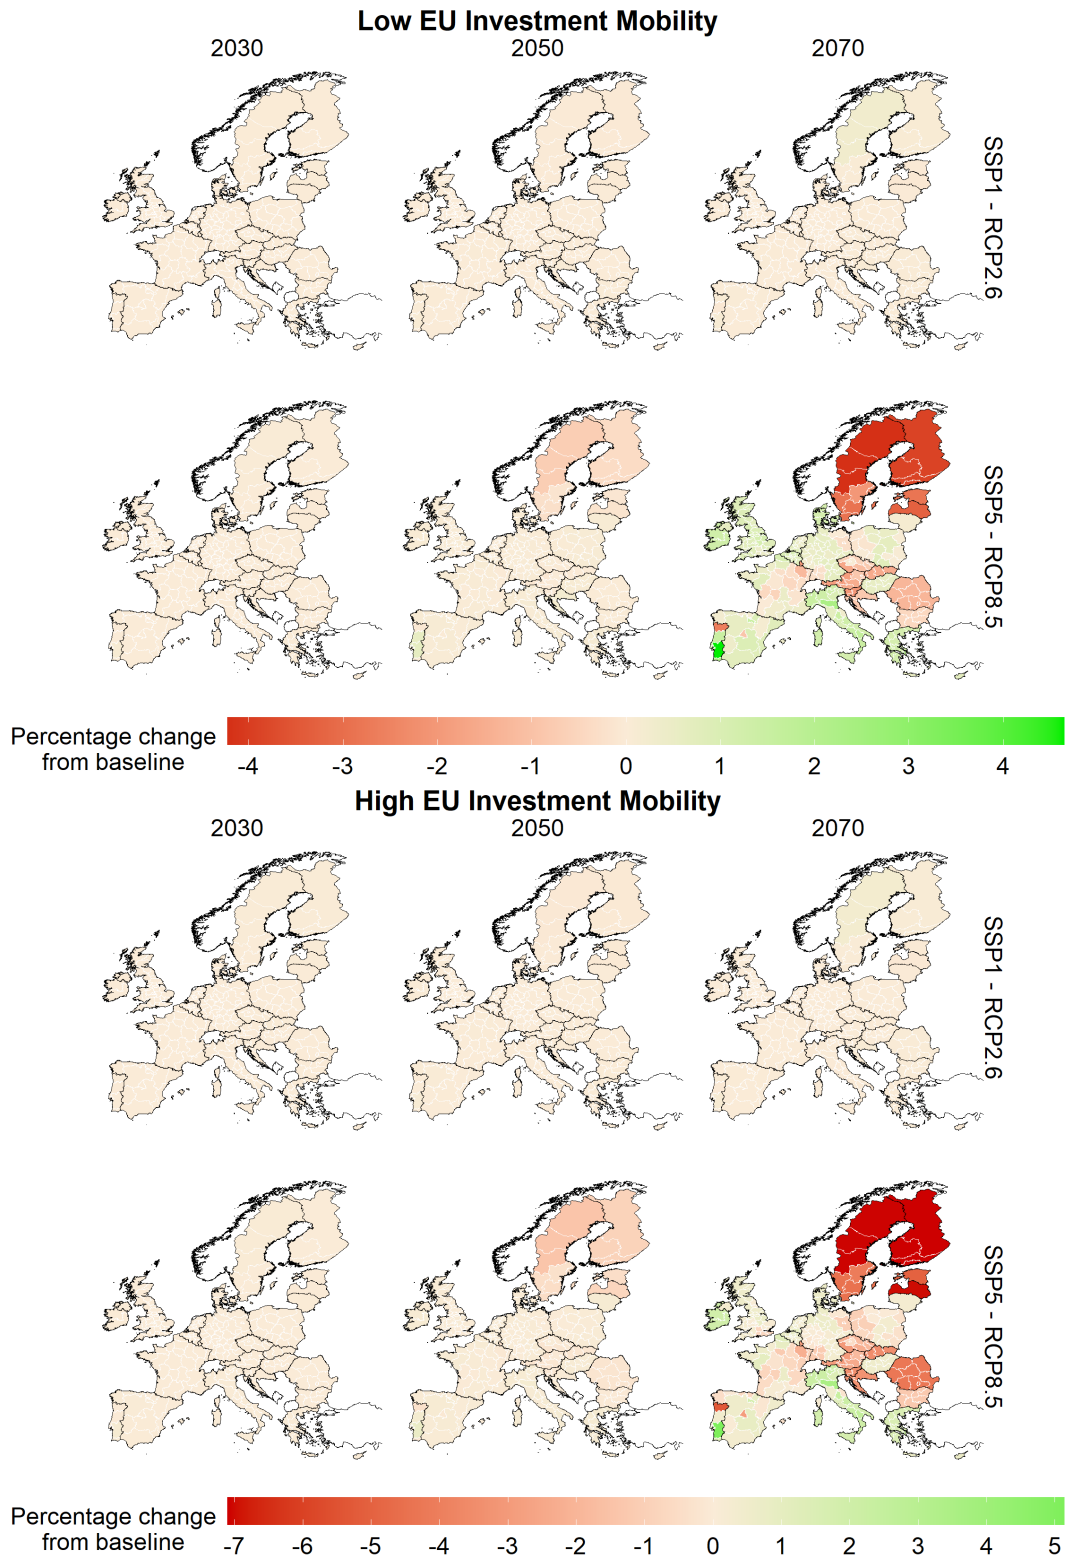 Low EU Investment Mobility
2030 2050 2070
SSP1 - RCP2.6
SSP5 - RCP8.5
Percentage change
from baseline
-4 -3 -2 -1 0 1 2 3 4
High EU Investment Mobility
2030 2050 2070
SSP1 - RCP2.6
SSP5 - RCP8.5
Percentage change
from baseline
-7 -6 -5 -4 -3 -2 -1 0 1 2 3 4 5